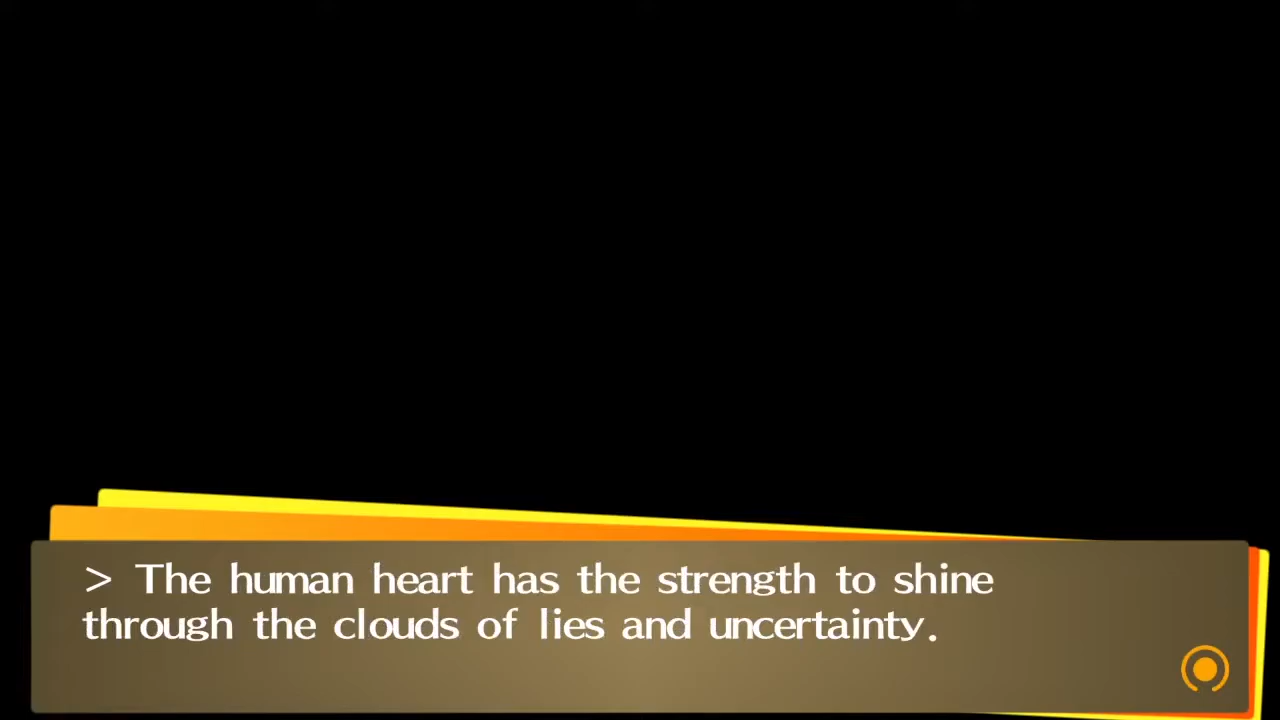 > The human heart has the strength to shine
through the clouds of lies and uncertainty.